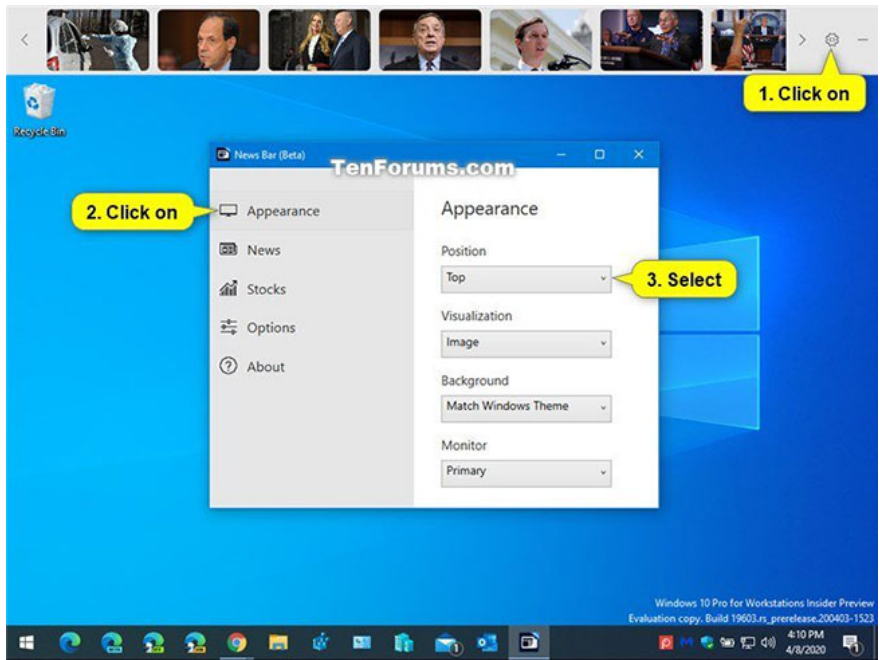 1. Click on
Recycle Bin
News Bar (Beta)
TenForums.com
2. Click on
Appearance
News
Stocks
Options
About
Appearance
Position
Top
3. Select
Visualization
Image
Background
Match Windows Theme
Monitor
Primary
Windows 10 Pro for Workstations Insider Preview
Evaluation copy. Build 19603.rs_prerelease.200403-1523
4:10 PM
4/8/2020